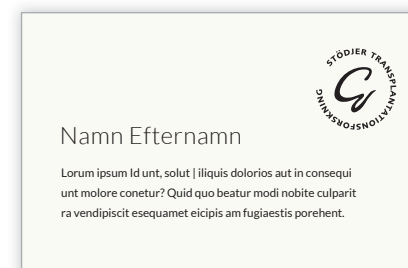 STÖDJER TRANSPLANTATIONSFORSKNING
G
Namn Efternamn
Lorem ipsum Id unt, solut | iliquis dolorios aut in consequi
unt molore conetur? Quid quo beatur modi nobite culparit
ra vendipiscit esequamet eicipis am fugiaestis porehent.